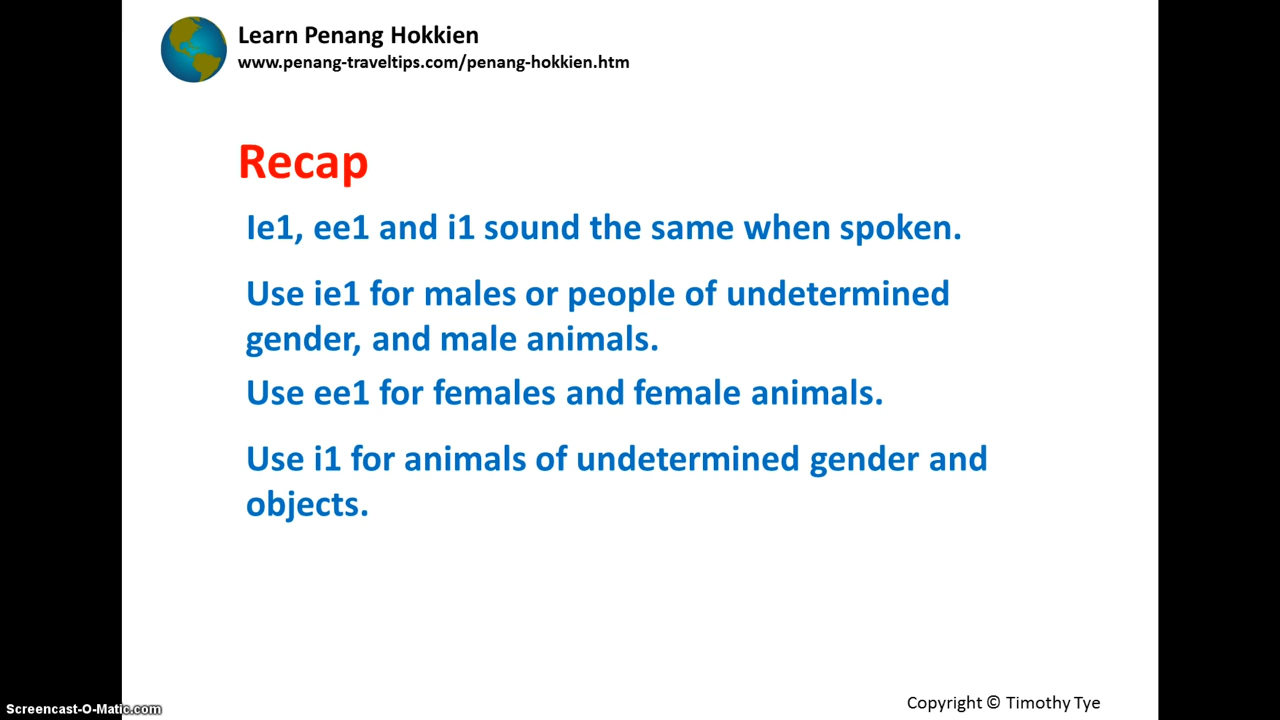 Learn Penang Hokkien
www.penang-traveltips.com/penang-hokkien.htm
Recap
Ie1, ee1 and i1 sound the same when spoken.
Use ie1 for males or people of undetermined
gender, and male animals.
Use ee1 for females and female animals.
Use i1 for animals of undetermined gender and
objects.
Copyright © Timothy Tye
Screencast-O-Matic.com